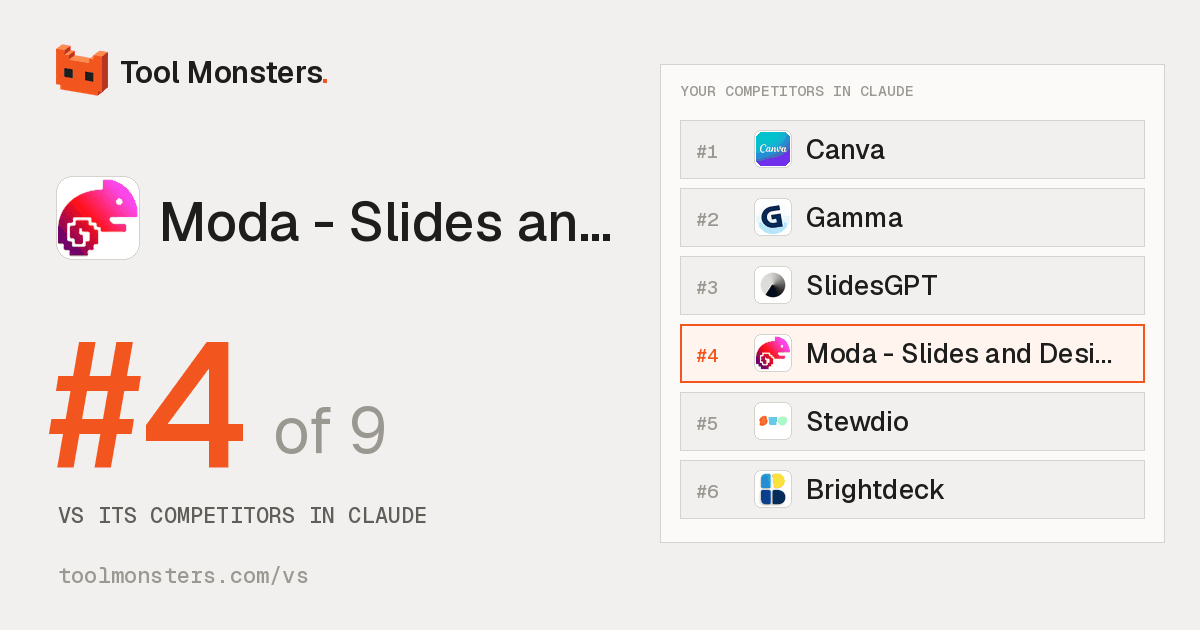 Tool Monsters.
Moda - Slides an...
#4 of 9
VS ITS COMPETITORS IN CLAUDE
toolmonsters.com/vs
YOUR COMPETITORS IN CLAUDE
#1 Canva Canva
#2 G Gamma
#3 SlidesGPT
#4 Moda - Slides and Desi...
#5 Stewdio
#6 Brightdeck